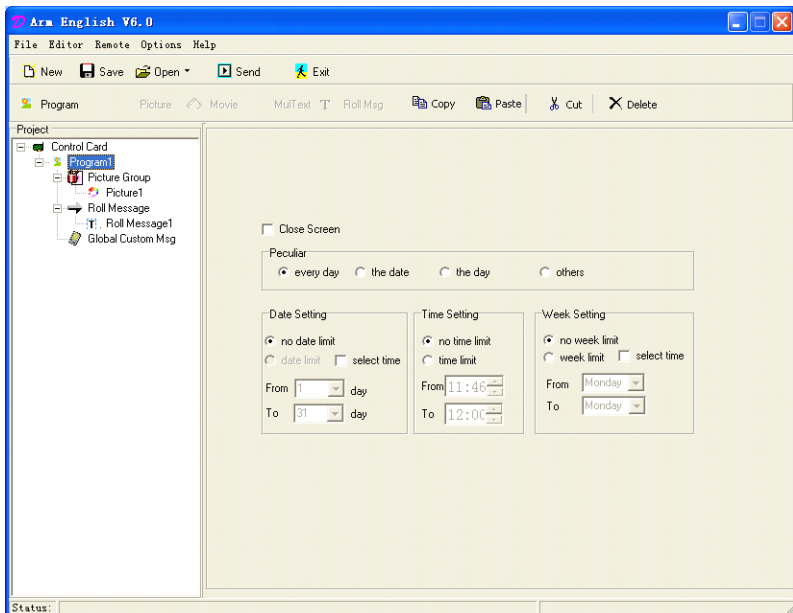 Arm English V6.0
File Editor Remote Options Help
New Save Open Send Exit
Program Picture Movie MulText T Roll Msg Copy Paste Cut Delete
Project
Control Card
Program1
Picture Group
Picture1
Roll Message
T Roll Message1
Global Custom Msg
Close Screen
Peculiar
every day the date the day others
Date Setting Time Setting Week Setting
no date limit no time limit no week limit
date limit select time time limit week limit select time
From 1 day From 11:46 From Monday
To 31 day To 12:00 To Monday
Status: